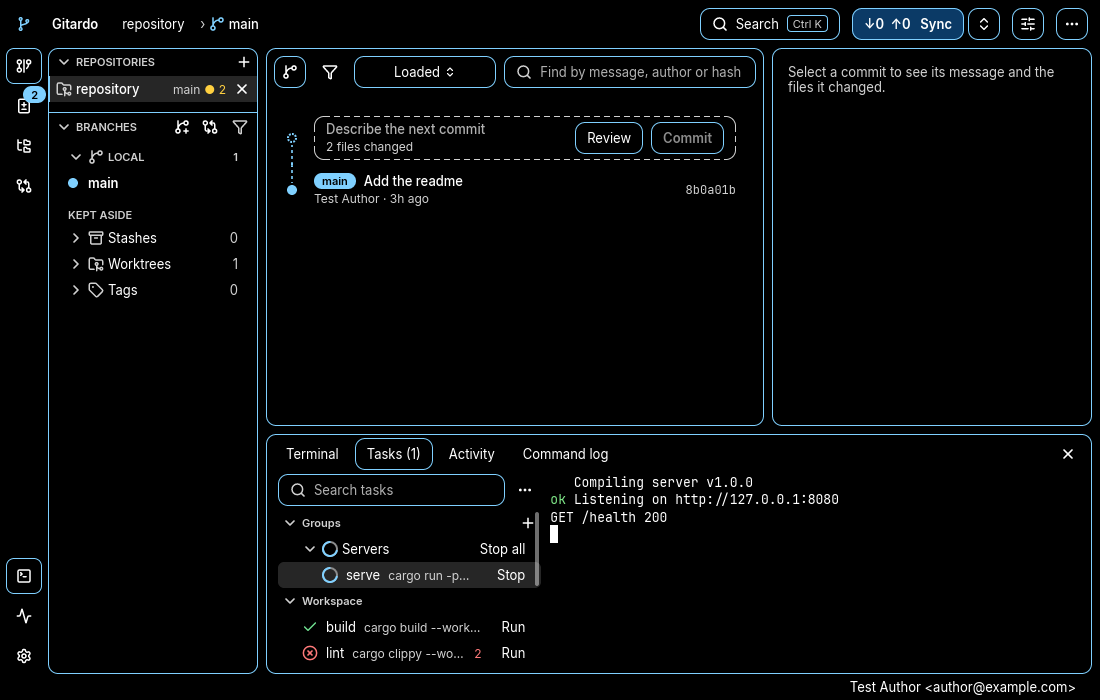 Gitardo repository › main
Search Ctrl K
↓0 ↑0 Sync
REPOSITORIES
repository main 2
2
BRANCHES
LOCAL 1
main
KEPT ASIDE
Stashes 0
Worktrees 1
Tags 0
Loaded
Find by message, author or hash
Describe the next commit
2 files changed
Review
Commit
main Add the readme
Test Author · 3h ago
8b0a01b
Select a commit to see its message and the
files it changed.
Terminal Tasks (1) Activity Command log
Search tasks
Groups
Servers Stop all
serve cargo run -p… Stop
Workspace
build cargo build --work… Run
lint cargo clippy --wo… 2 Run
Compiling server v1.0.0
ok Listening on http://127.0.0.1:8080
GET /health 200
Test Author <author@example.com>